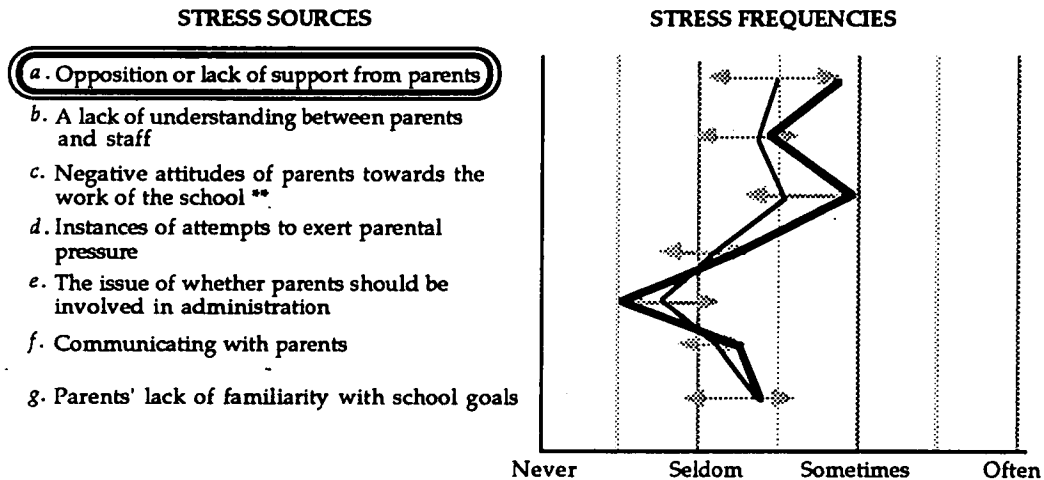 STRESS SOURCES
STRESS FREQUENCIES
a. Opposition or lack of support from parents
b. A lack of understanding between parents
and staff
c. Negative attitudes of parents towards the
work of the school **
d. Instances of attempts to exert parental
pressure
e. The issue of whether parents should be
involved in administration
f. Communicating with parents
g. Parents' lack of familiarity with school goals
Never Seldom Sometimes Often